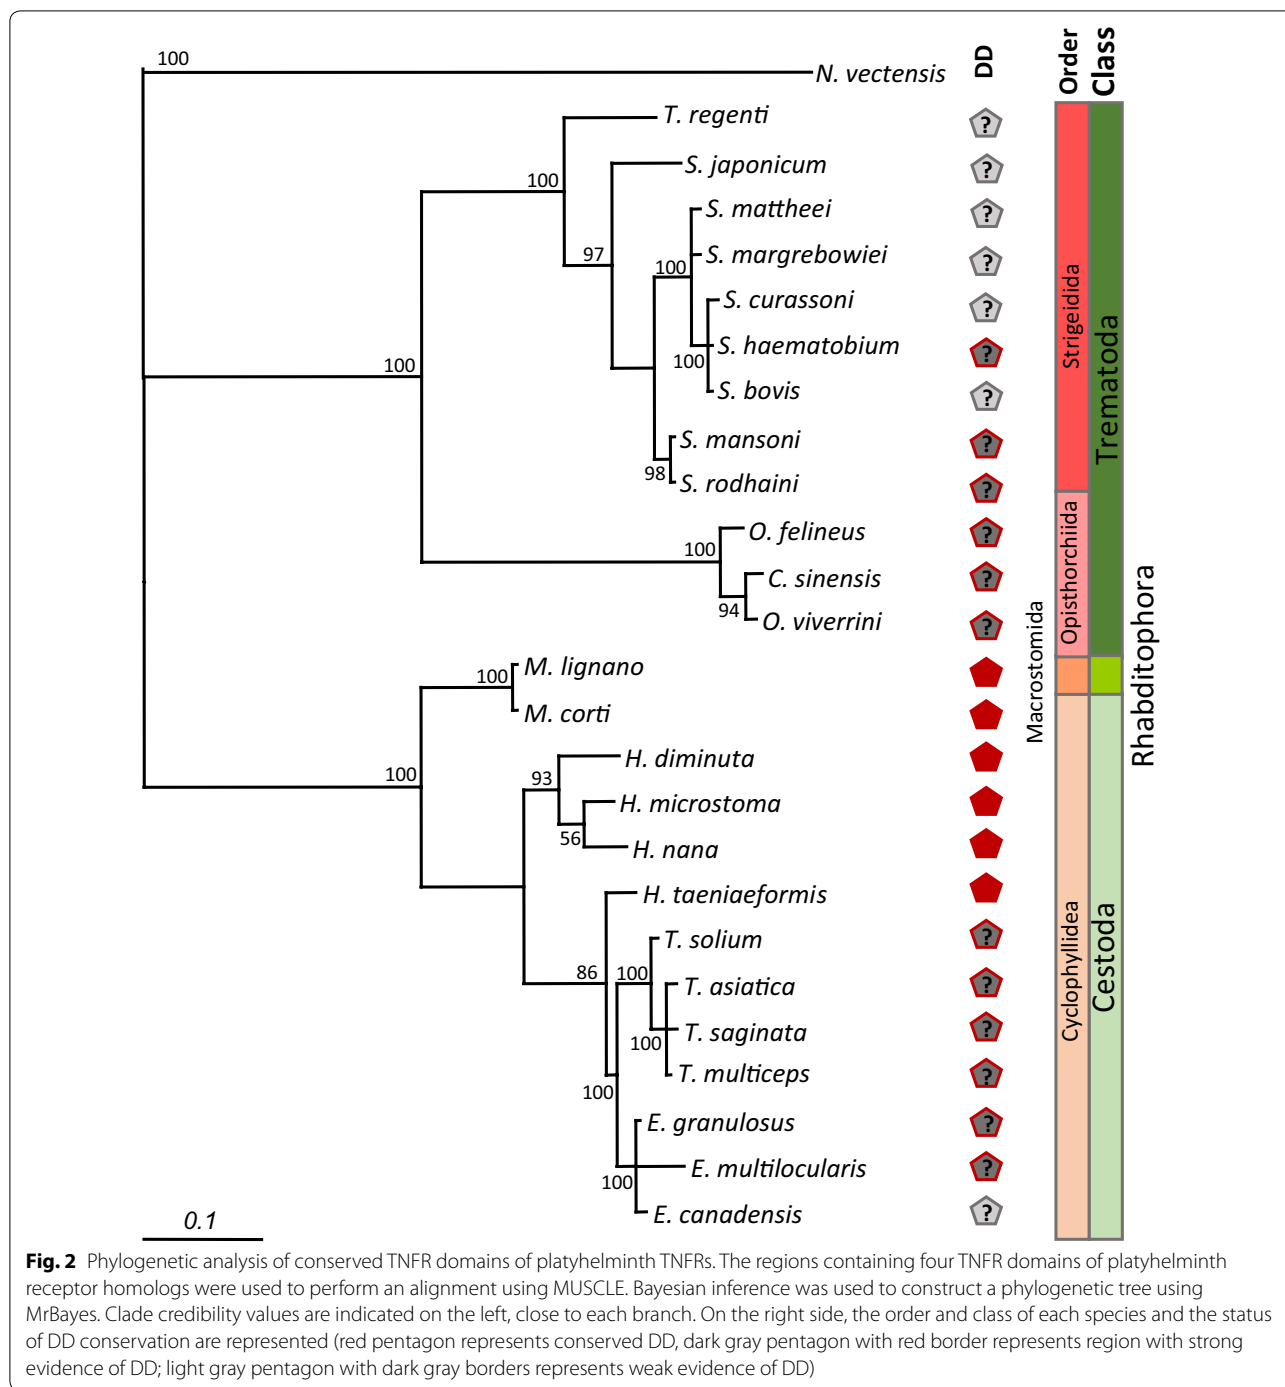 100
N. vectensis
DD
Order
Class
T. regenti
?
S. japonicum
?
100
S. mattheei
?
97
100
S. margrebowiei
?
S. curassoni
?
100
100
S. haematobium
?
S. bovis
?
S. mansoni
?
98
S. rodhaini
?
Strigeidida
Trematoda
O. felineus
?
100
C. sinensis
?
94
O. viverrini
?
Opisthorchiida
Macrostomida
Rhabditophora
100
M. lignano
M. corti
100
H. diminuta
93
H. microstoma
56
H. nana
H. taeniaeformis
T. solium
?
86
100
T. asiatica
?
T. saginata
?
100
T. multiceps
?
100
E. granulosus
?
E. multilocularis
?
100
E. canadensis
?
Cyclophyllidea
Cestoda
0.1
Fig. 2 Phylogenetic analysis of conserved TNFR domains of platyhelminth TNFRs. The regions containing four TNFR domains of platyhelminth
receptor homologs were used to perform an alignment using MUSCLE. Bayesian inference was used to construct a phylogenetic tree using
MrBayes. Clade credibility values are indicated on the left, close to each branch. On the right side, the order and class of each species and the status
of DD conservation are represented (red pentagon represents conserved DD, dark gray pentagon with red border represents region with strong
evidence of DD; light gray pentagon with dark gray borders represents weak evidence of DD)